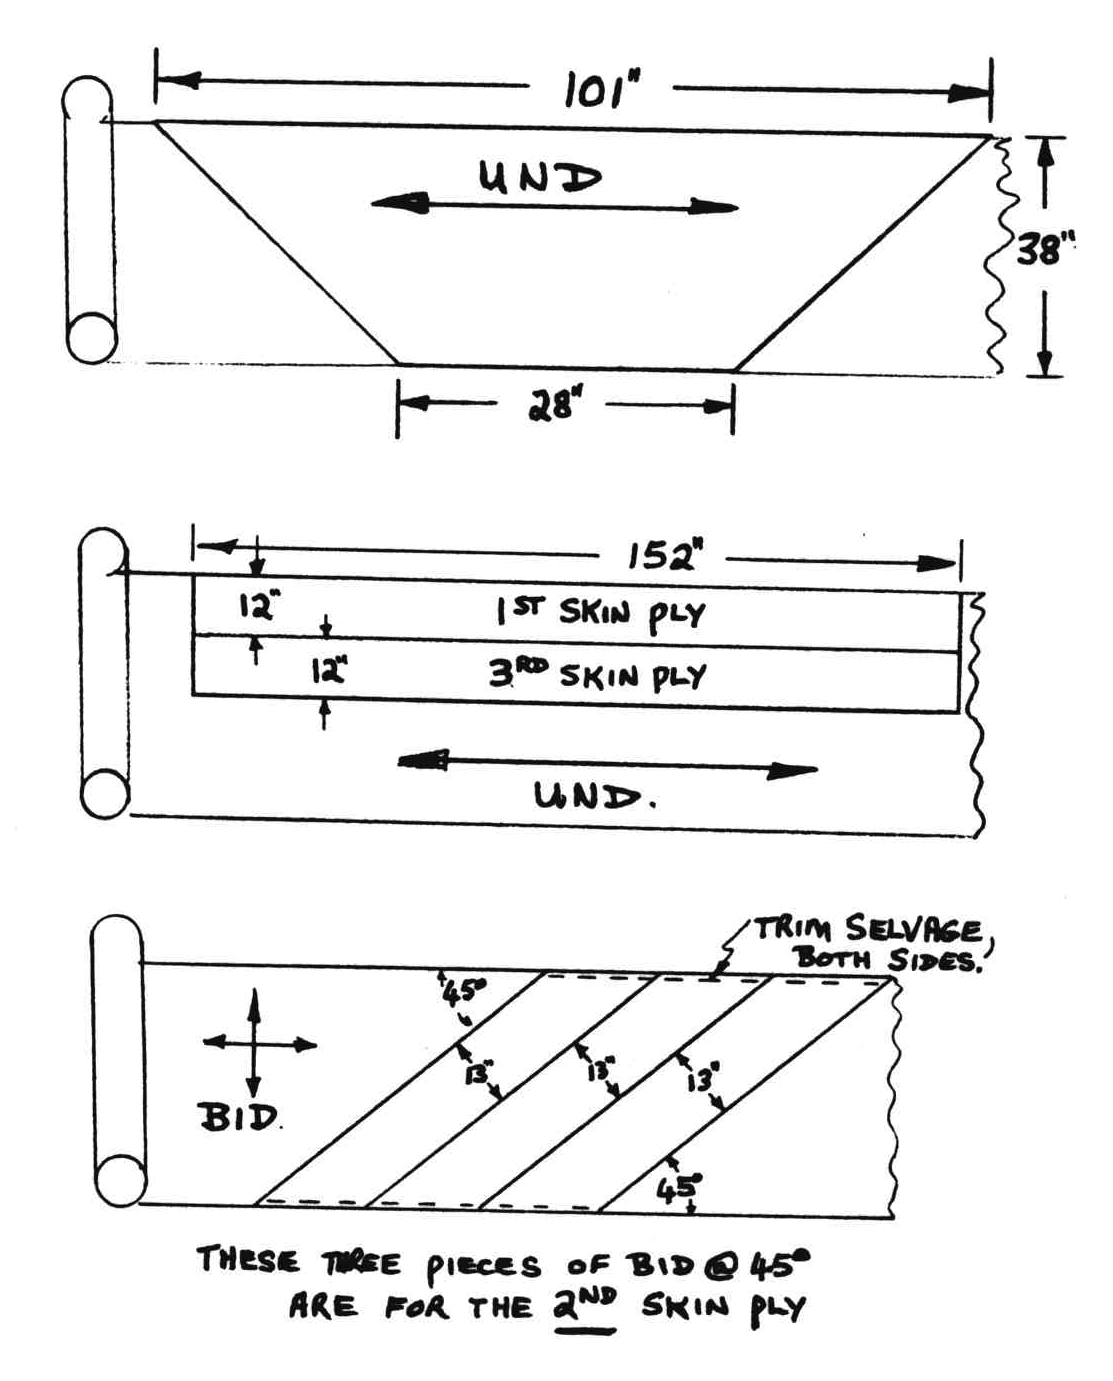 101"
UND
38"
28"
152"
12"
1ST SKIN PLY
12"
3RD SKIN PLY
UND.
TRIM SELVAGE,
BOTH SIDES.
45°
13"
13"
13"
BID.
45°
THESE THREE PIECES OF BID @ 45°
ARE FOR THE 2ND SKIN PLY